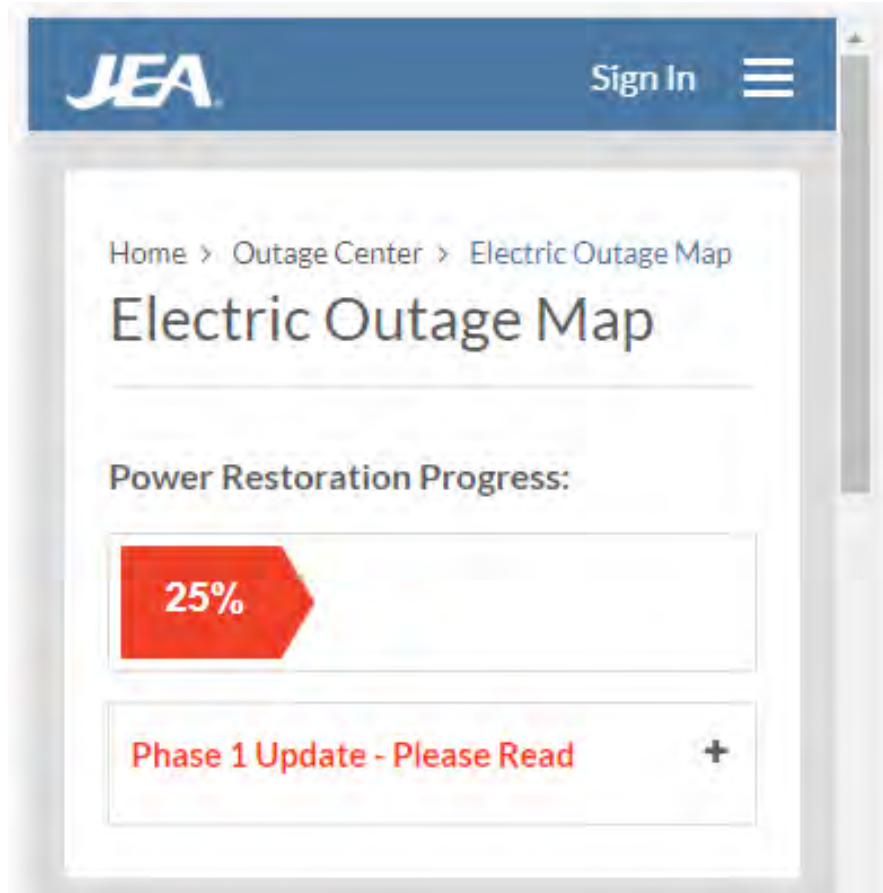 JEA
Sign In
Home > Outage Center > Electric Outage Map
Electric Outage Map
Power Restoration Progress:
25%
Phase 1 Update - Please Read +